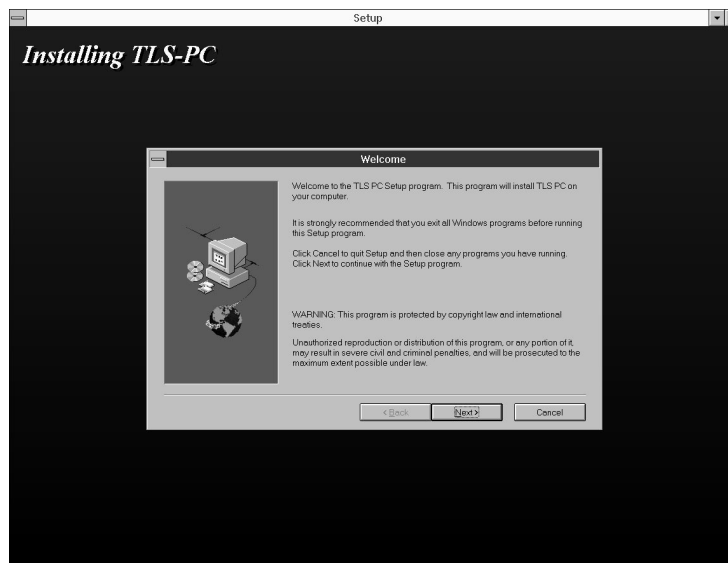 Setup
Installing TLS-PC
Welcome
Welcome to the TLS PC Setup program. This program will install TLS PC on
your computer.
It is strongly recommended that you exit all Windows programs before running
this Setup program.
Click Cancel to quit Setup and then close any programs you have running.
Click Next to continue with the Setup program.
WARNING: This program is protected by copyright law and international
treaties.
Unauthorized reproduction or distribution of this program, or any portion of it,
may result in severe civil and criminal penalties, and will be prosecuted to the
maximum extent possible under law.
< Back Next > Cancel